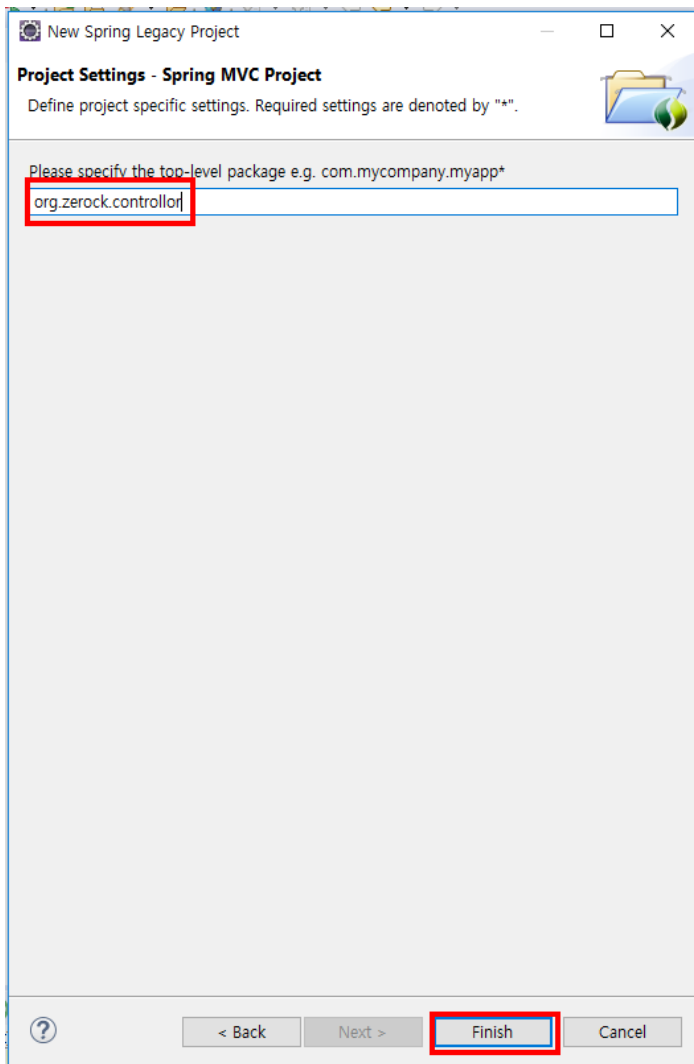 New Spring Legacy Project
Project Settings - Spring MVC Project
Define project specific settings. Required settings are denoted by "*".
Please specify the top-level package e.g. com.mycompany.myapp*
org.zerock.controllor
?
< Back Next > Finish Cancel